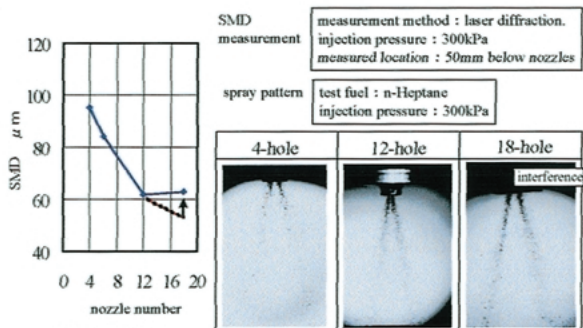 SMD
measurement
measurement method : laser diffraction.
injection pressure : 300kPa
measured location : 50mm below nozzles
spray pattern
test fuel : n-Heptane
injection pressure : 300kPa
120
100
80
60
40
SMD μm
0 4 8 12 16 20
nozzle number
4-hole
12-hole
18-hole
interference